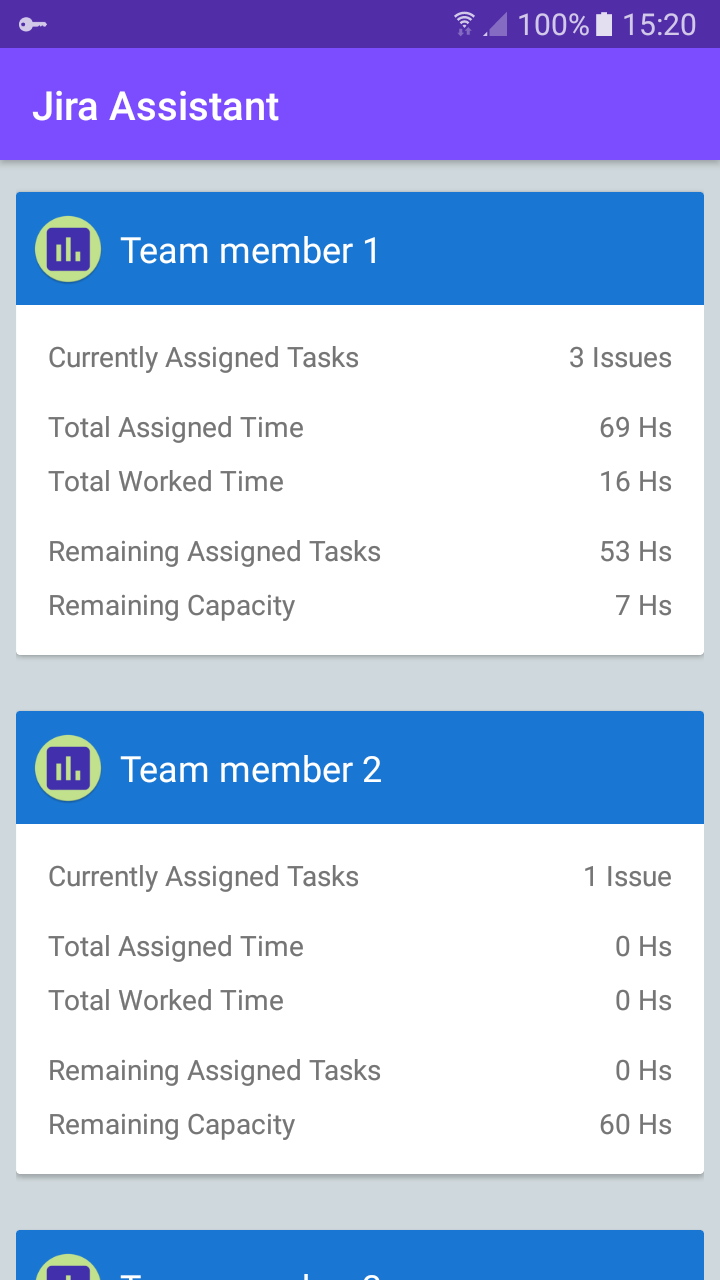 100% 15:20
Jira Assistant
Team member 1
Currently Assigned Tasks 3 Issues
Total Assigned Time 69 Hs
Total Worked Time 16 Hs
Remaining Assigned Tasks 53 Hs
Remaining Capacity 7 Hs
Team member 2
Currently Assigned Tasks 1 Issue
Total Assigned Time 0 Hs
Total Worked Time 0 Hs
Remaining Assigned Tasks 0 Hs
Remaining Capacity 60 Hs